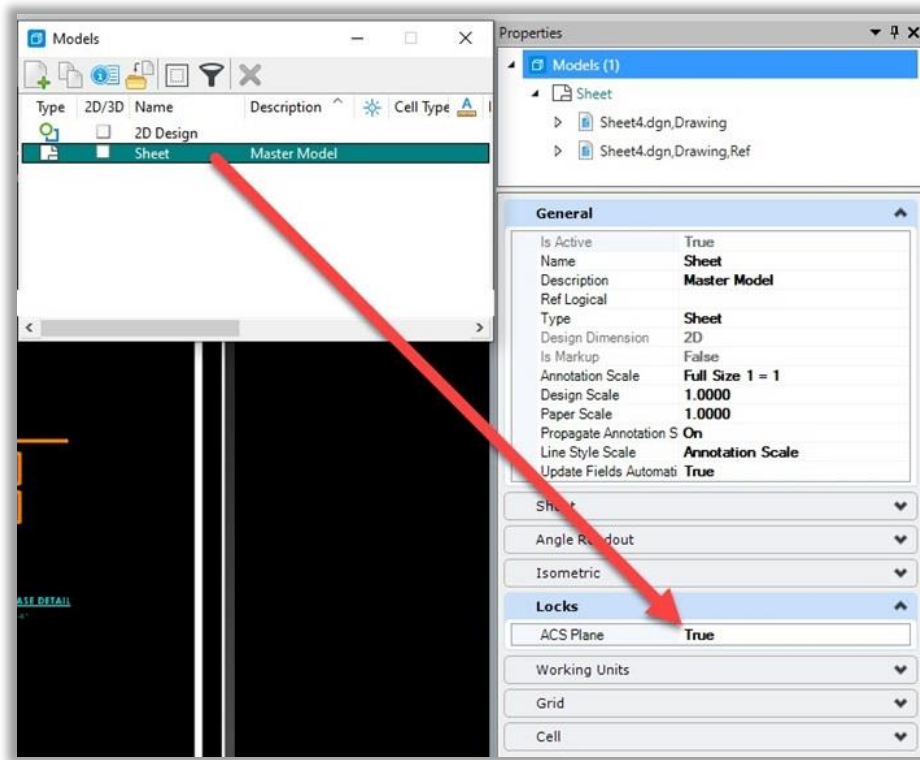 Models
Type 2D/3D Name Description Cell Type
2D Design
Sheet Master Model
ASE DETAIL
Properties
Models (1)
Sheet
Sheet4.dgn,Drawing
Sheet4.dgn,Drawing,Ref
General
Is Active True
Name Sheet
Description Master Model
Ref Logical
Type Sheet
Design Dimension 2D
Is Markup False
Annotation Scale Full Size 1 = 1
Design Scale 1.0000
Paper Scale 1.0000
Propagate Annotation S On
Line Style Scale Annotation Scale
Update Fields Automati True
Sheet
Angle Readout
Isometric
Locks
ACS Plane True
Working Units
Grid
Cell